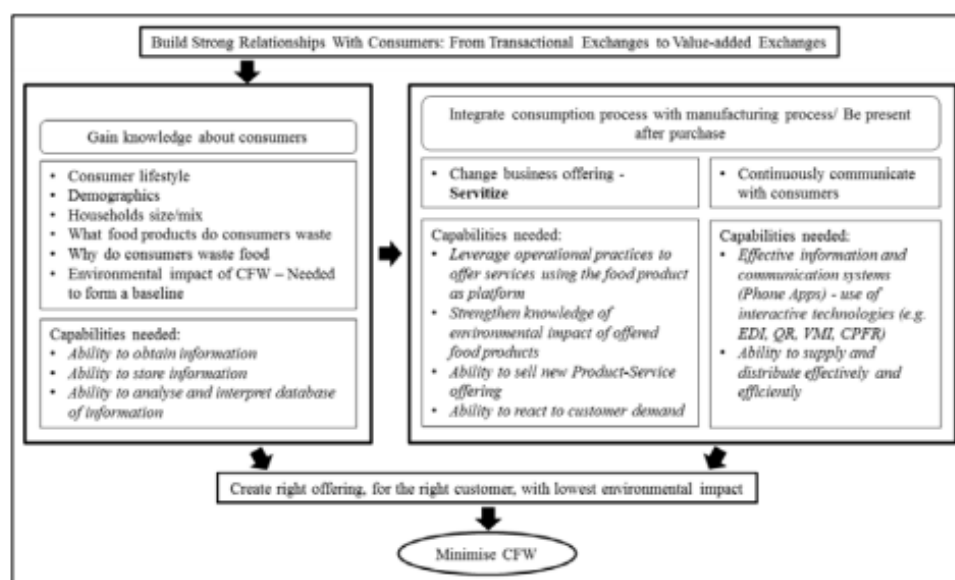 Build Strong Relationships With Consumers: From Transactional Exchanges to Value-added Exchanges
Gain knowledge about consumers
• Consumer lifestyle
• Demographics
• Households size/mix
• What food products do consumers waste
• Why do consumers waste food
• Environmental impact of CFW – Needed
to form a baseline
Capabilities needed:
• Ability to obtain information
• Ability to store information
• Ability to analyse and interpret database
of information
Integrate consumption process with manufacturing process/ Be present
after purchase
• Change business offering -
Servitize
Capabilities needed:
• Leverage operational practices to
offer services using the food product
as platform
• Strengthen knowledge of
environmental impact of offered
food products
• Ability to sell new Product-Service
offering
• Ability to react to customer demand
• Continuously communicate
with consumers
Capabilities needed:
• Effective information and
communication systems
(Phone Apps) - use of
interactive technologies (e.g.
EDI, QR, VMI, CPFR)
• Ability to supply and
distribute effectively and
efficiently
Create right offering, for the right customer, with lowest environmental impact
Minimise CFW